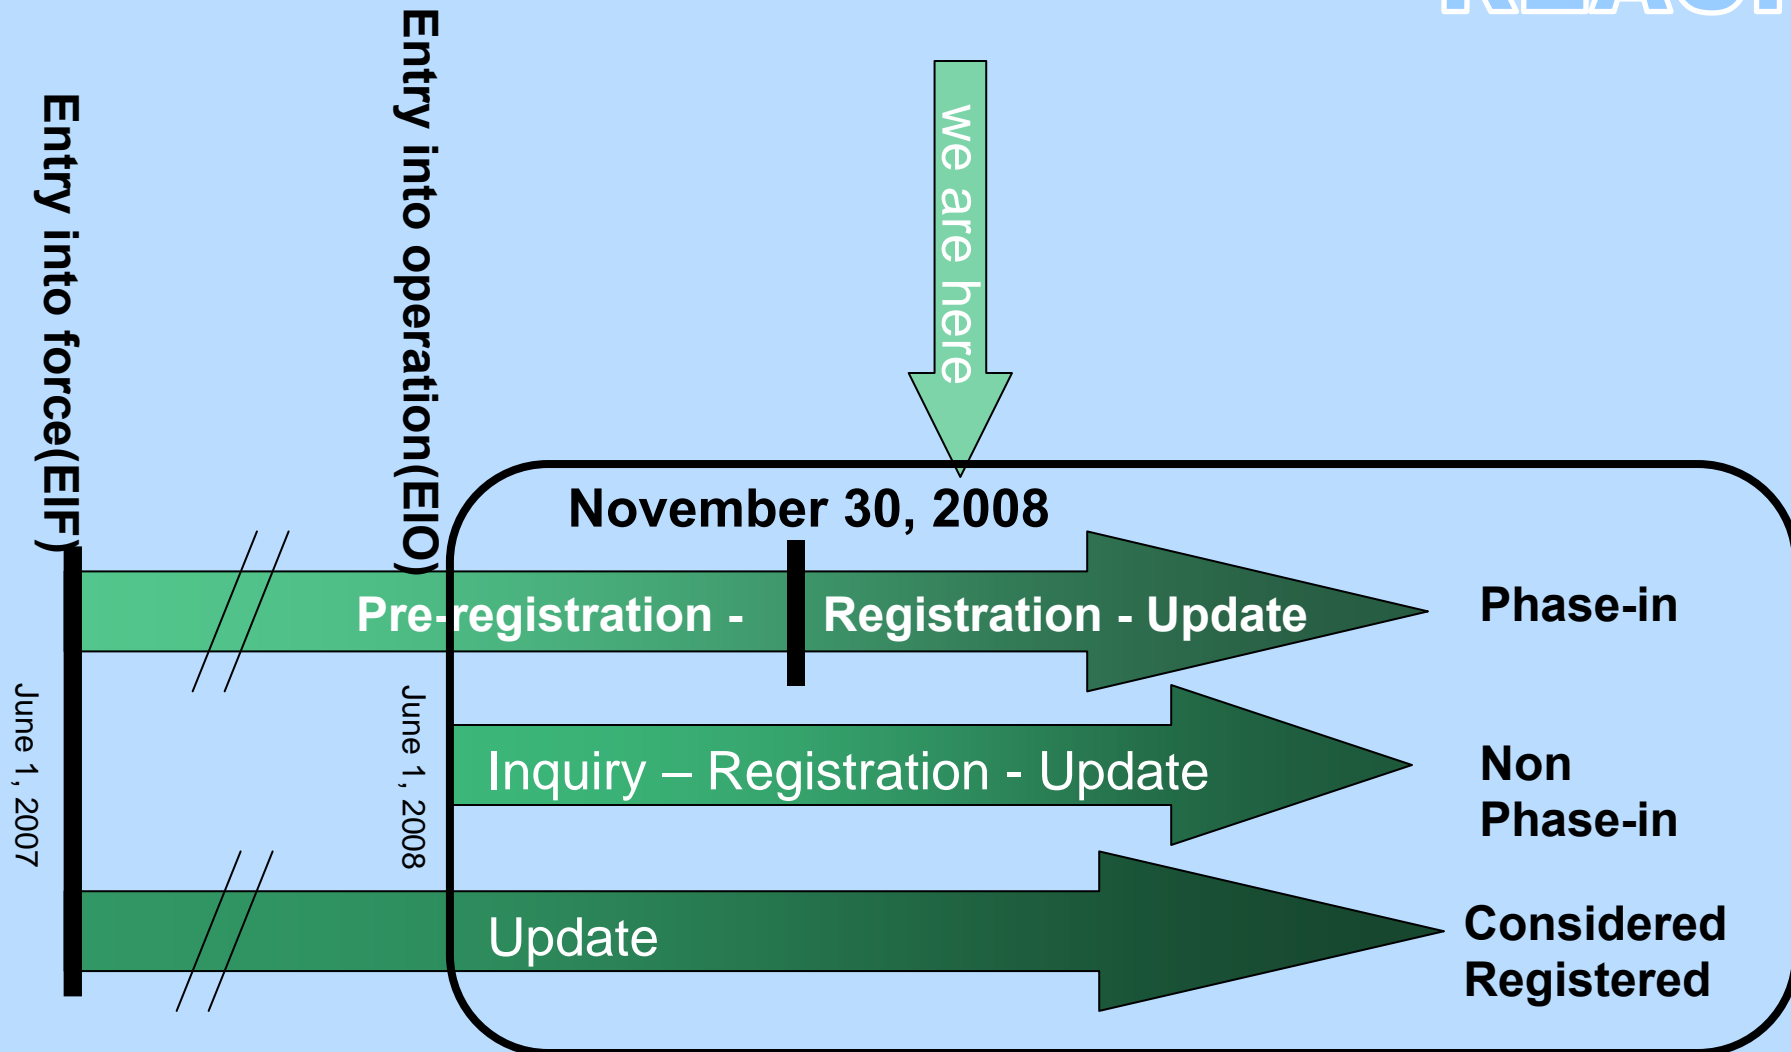 Entry into force(EIF)
Entry into operation(EIO)
we are here
November 30, 2008
Pre-registration -
Registration - Update
Phase-in
June 1, 2007
June 1, 2008
Inquiry – Registration - Update
Non
Phase-in
Update
Considered
Registered